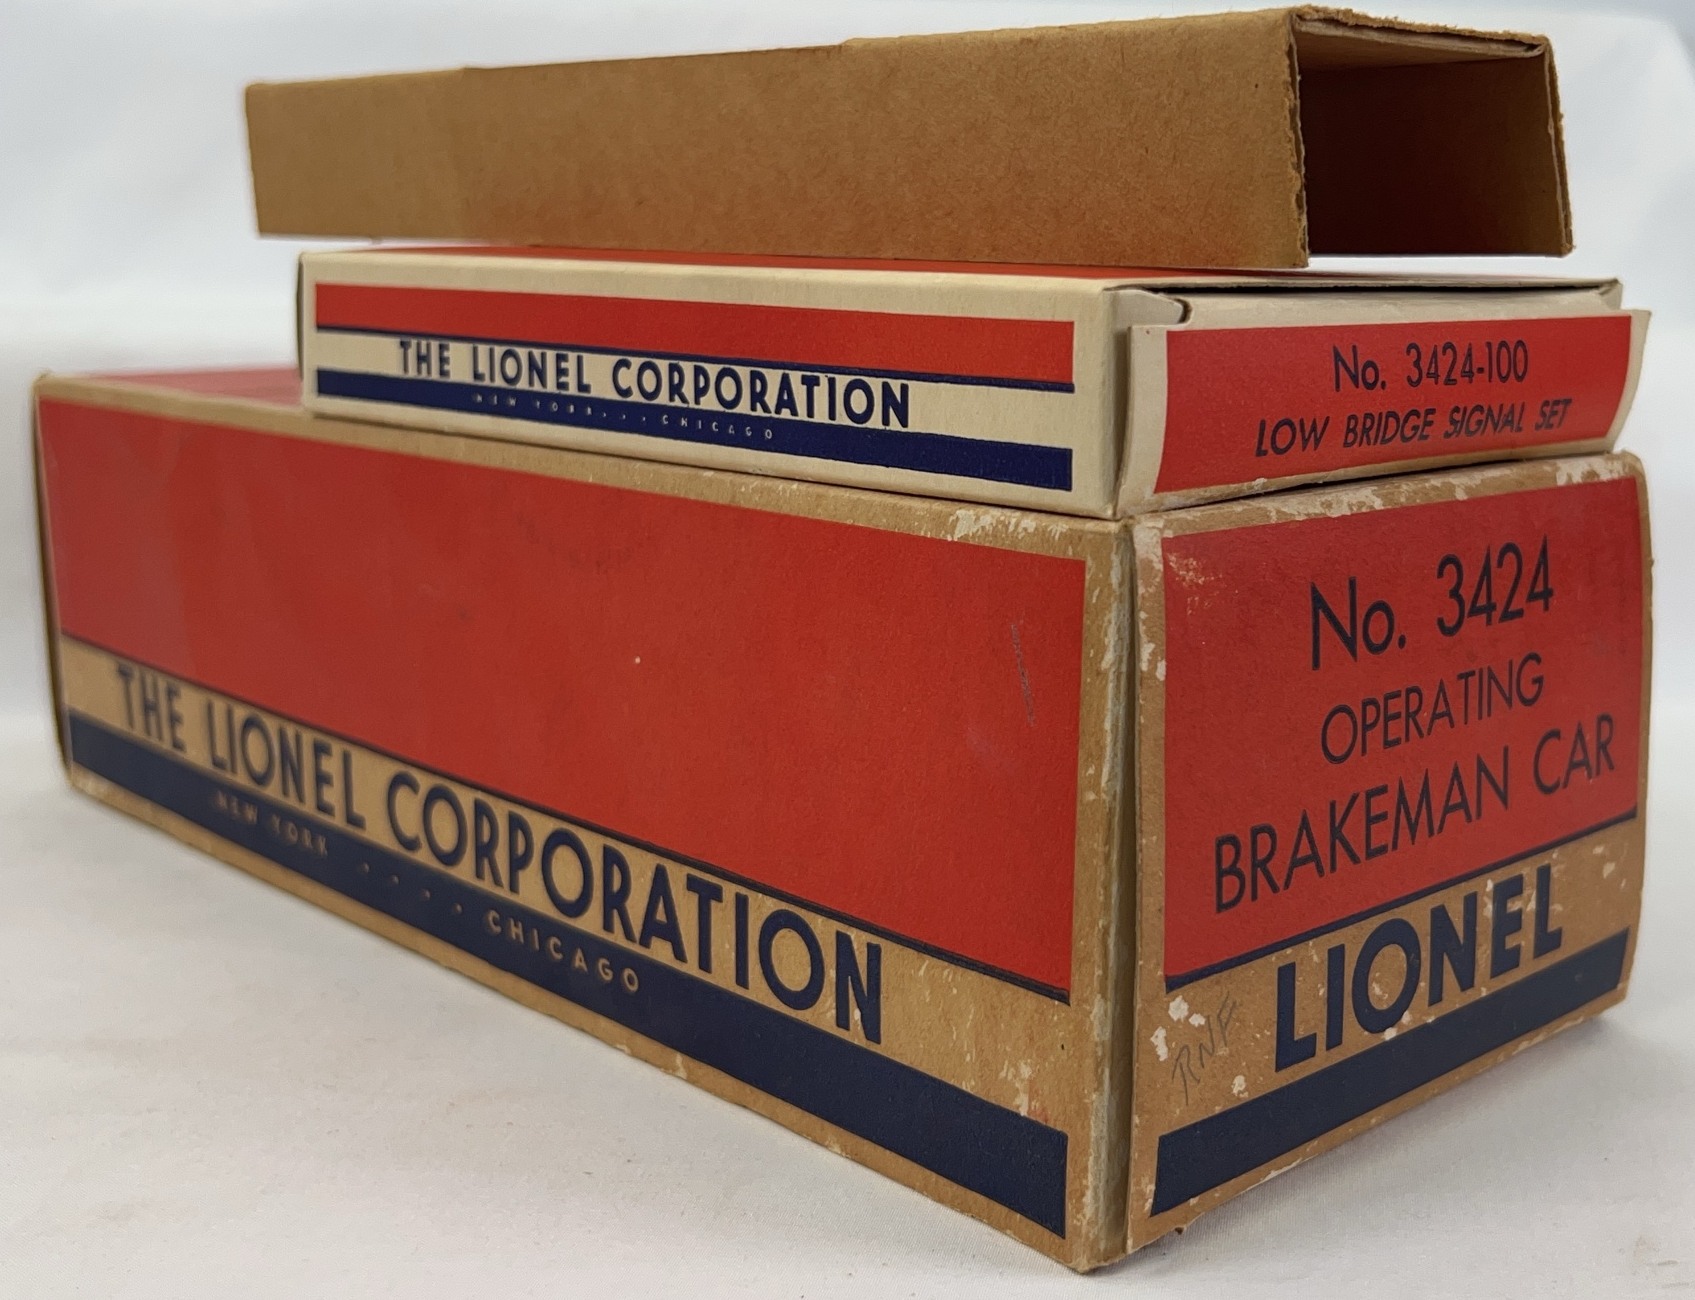 THE LIONEL CORPORATION
NEW YORK....CHICAGO
No. 3424-100
LOW BRIDGE SIGNAL SET
THE LIONEL CORPORATION
NEW YORK ..... CHICAGO
No. 3424
OPERATING
BRAKEMAN CAR
LIONEL
RNF